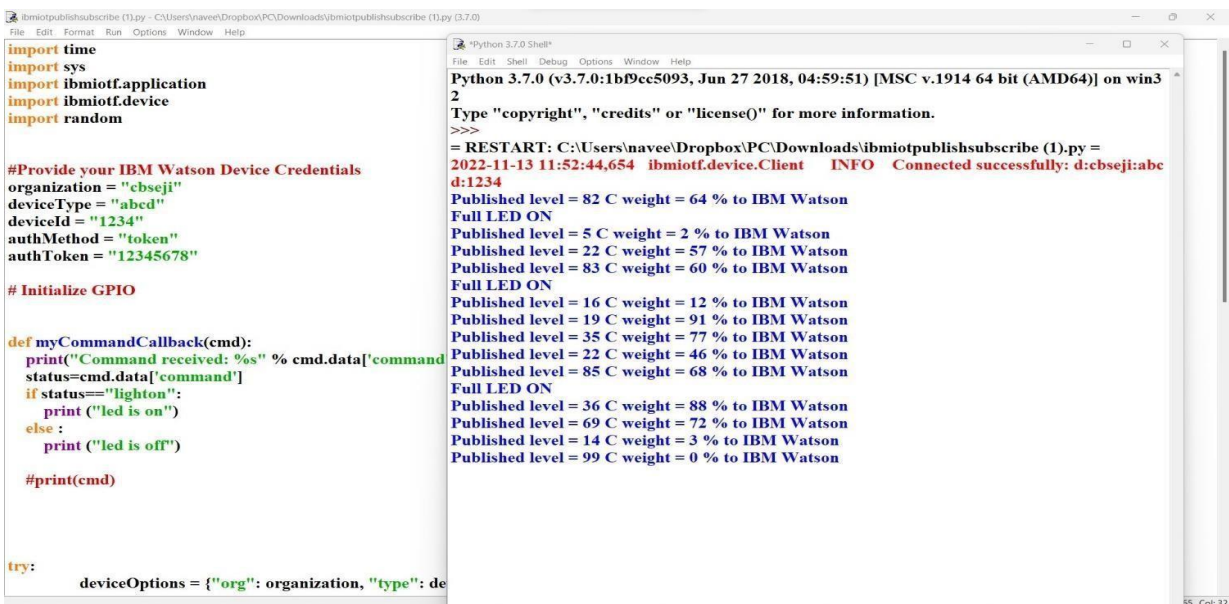 ibmiotpublishsubscribe (1).py - C:\Users\navee\Dropbox\PC\Downloads\ibmiotpublishsubscribe (1).py (3.7.0)
File Edit Format Run Options Window Help
import time
import sys
import ibmiotf.application
import ibmiotf.device
import random
#Provide your IBM Watson Device Credentials
organization = "cbseji"
deviceType = "abcd"
deviceId = "1234"
authMethod = "token"
authToken = "12345678"
# Initialize GPIO
def myCommandCallback(cmd):
print("Command received: %s" % cmd.data['command
status=cmd.data['command']
if status=="lighton":
print ("led is on")
else :
print ("led is off")
#print(cmd)
try:
deviceOptions = {"org": organization, "type": de
*Python 3.7.0 Shell*
File Edit Shell Debug Options Window Help
Python 3.7.0 (v3.7.0:1bf9cc5093, Jun 27 2018, 04:59:51) [MSC v.1914 64 bit (AMD64)] on win3
2
Type "copyright", "credits" or "license()" for more information.
>>>
= RESTART: C:\Users\navee\Dropbox\PC\Downloads\ibmiotpublishsubscribe (1).py =
2022-11-13 11:52:44,654 ibmiotf.device.Client INFO Connected successfully: d:cbseji:abc
d:1234
Published level = 82 C weight = 64 % to IBM Watson
Full LED ON
Published level = 5 C weight = 2 % to IBM Watson
Published level = 22 C weight = 57 % to IBM Watson
Published level = 83 C weight = 60 % to IBM Watson
Full LED ON
Published level = 16 C weight = 12 % to IBM Watson
Published level = 19 C weight = 91 % to IBM Watson
Published level = 35 C weight = 77 % to IBM Watson
Published level = 22 C weight = 46 % to IBM Watson
Published level = 85 C weight = 68 % to IBM Watson
Full LED ON
Published level = 36 C weight = 88 % to IBM Watson
Published level = 69 C weight = 72 % to IBM Watson
Published level = 14 C weight = 3 % to IBM Watson
Published level = 99 C weight = 0 % to IBM Watson